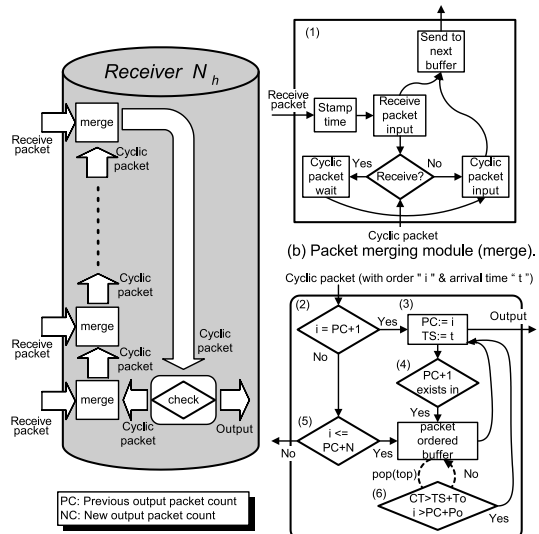 Receiver N h
Receive packet
merge
Cyclic packet
Cyclic packet
merge
Receive packet
Cyclic packet
Cyclic packet
merge
Receive packet
Cyclic packet
check
Output
PC: Previous output packet count
NC: New output packet count
(1)
Send to next buffer
Receive packet
Stamp time
Receive packet input
Cyclic packet wait
Yes
Receive?
No
Cyclic packet input
Cyclic packet
(b) Packet merging module (merge).
Cyclic packet (with order " i " & arrival time " t ")
(2)
i = PC+1
Yes
(3)
PC:= i
TS:= t
Output
No
(4)
PC+1 exists in
Yes
(5)
i <= PC+N
No
Yes
packet ordered buffer
pop(top)
No
(6)
CT>TS+To
i >PC+Po
Yes